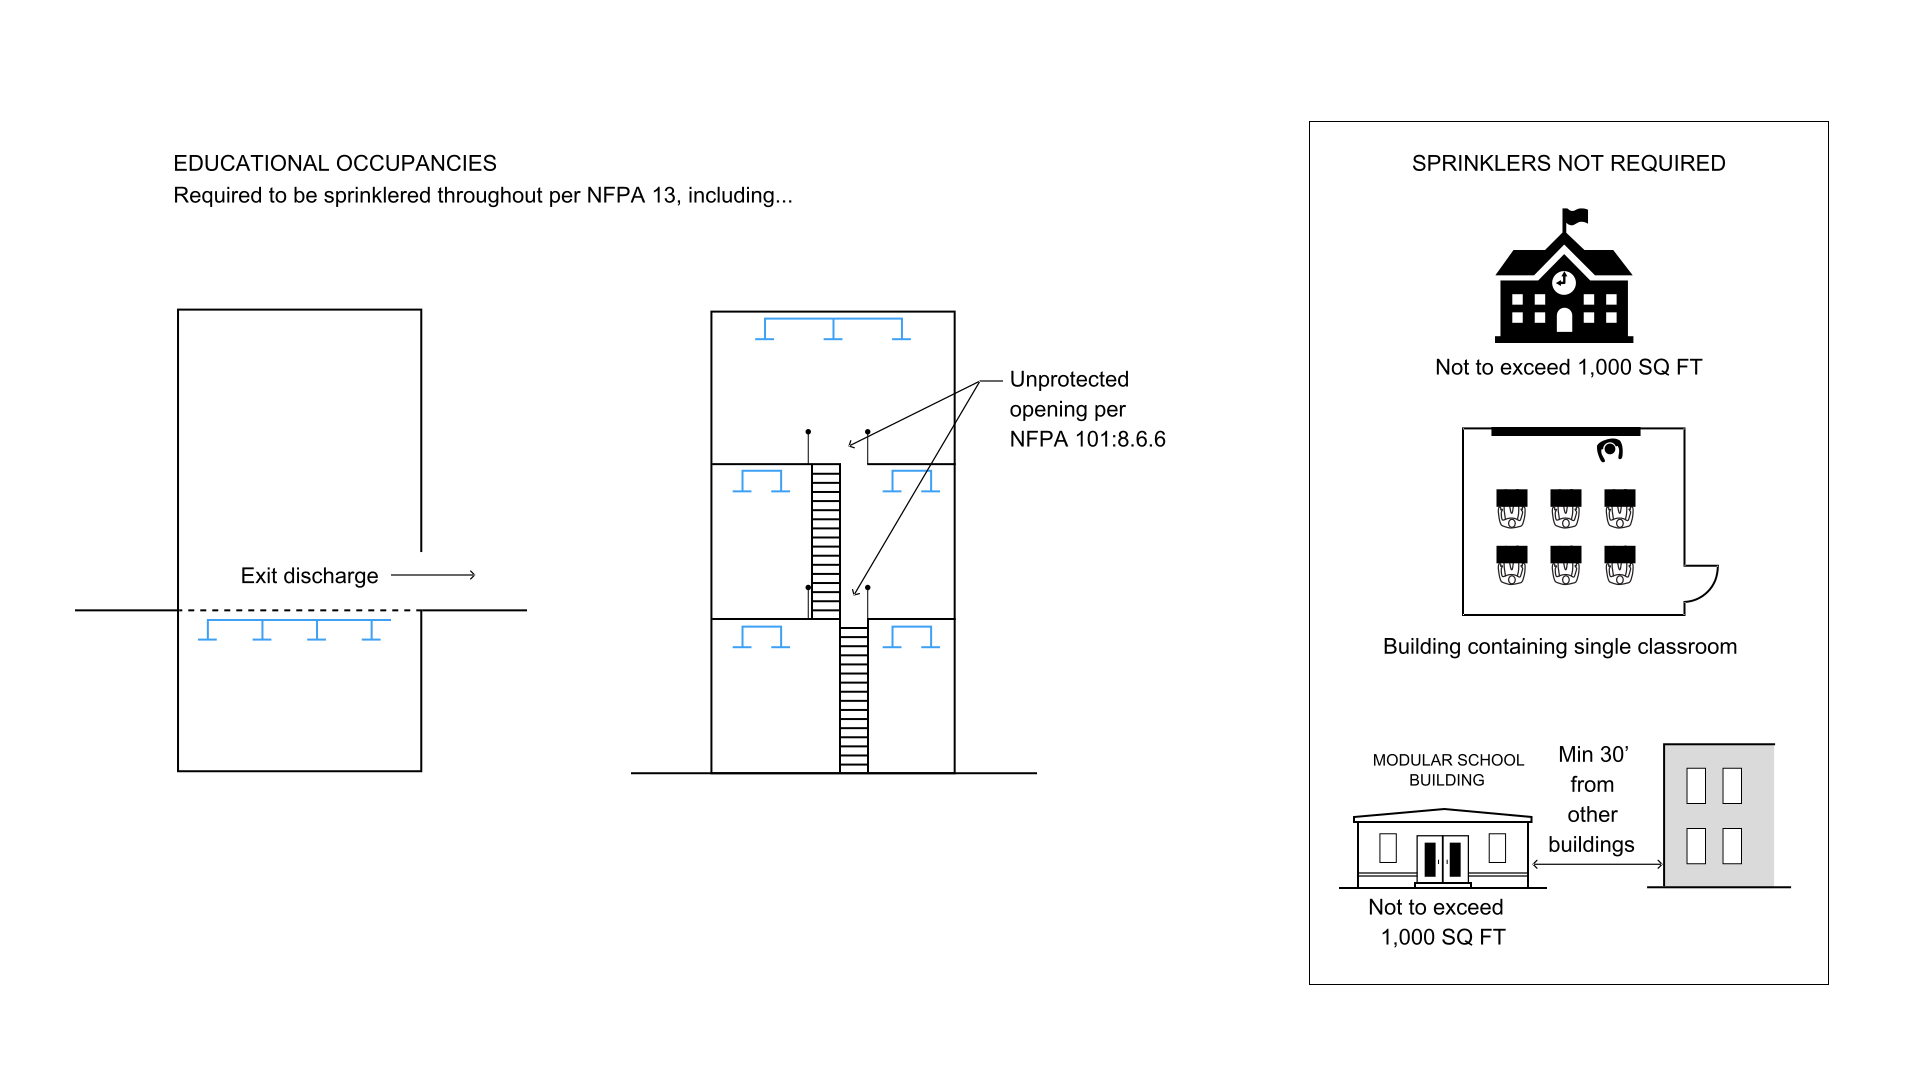 EDUCATIONAL OCCUPANCIES
Required to be sprinklered throughout per NFPA 13, including...
Exit discharge
Unprotected
opening per
NFPA 101:8.6.6
SPRINKLERS NOT REQUIRED
Not to exceed 1,000 SQ FT
Building containing single classroom
MODULAR SCHOOL
BUILDING
Min 30’
from
other
buildings
Not to exceed
1,000 SQ FT